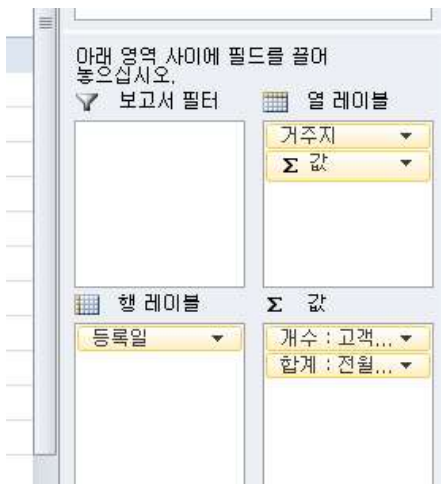 아래 영역 사이에 필드를 끌어
놓으십시오.
보고서 필터
열 레이블
거주지
Σ 값
행 레이블
Σ 값
등록일
개수 : 고객...
합계 : 전월...